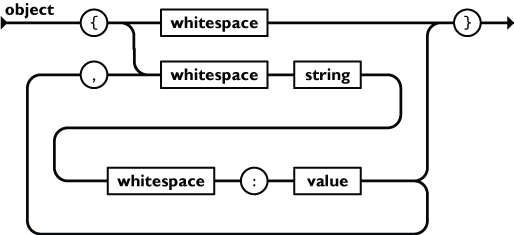 object
{ whitespace }
, whitespace string
whitespace : value